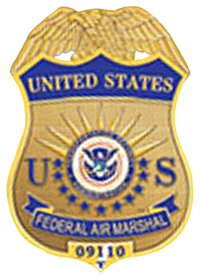 UNITED STATES
U S
FEDERAL AIR MARSHAL
09110